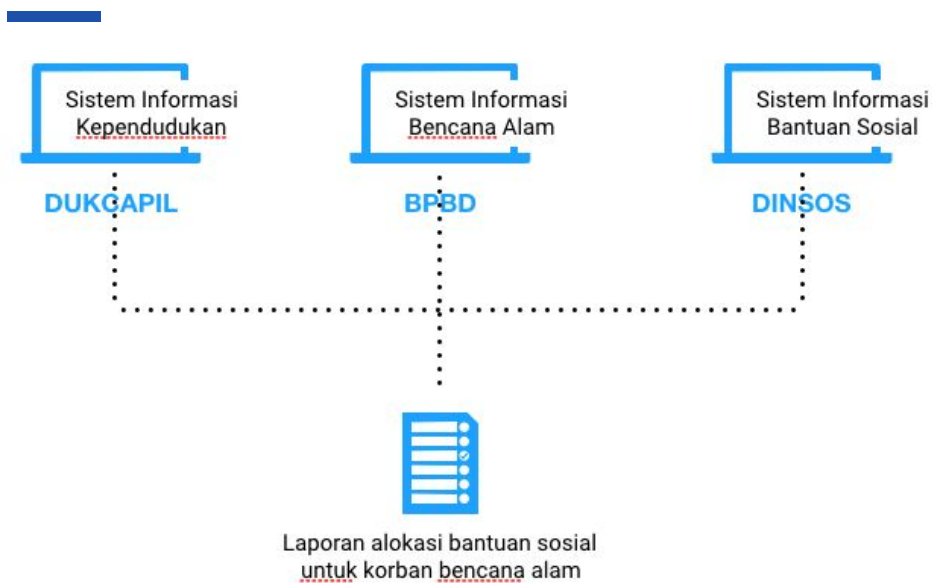 Sistem Informasi
Kependudukan
Sistem Informasi
Bencana Alam
Sistem Informasi
Bantuan Sosial
DUKCAPIL
BPBD
DINSOS
Laporan alokasi bantuan sosial
untuk korban bencana alam